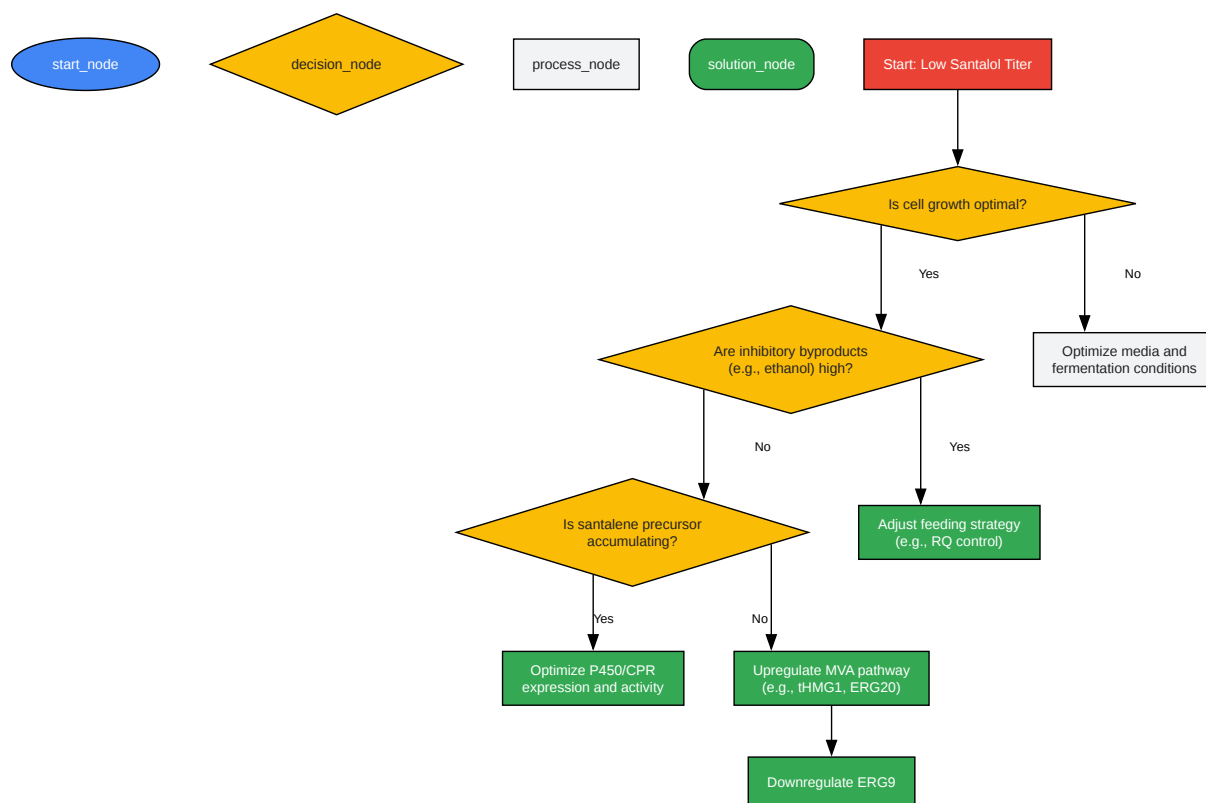 start_node
decision_node
process_node
solution_node
Start: Low Santalol Titer
Is cell growth optimal?
Yes
No
Are inhibitory byproducts
(e.g., ethanol) high?
Optimize media and
fermentation conditions
No
Yes
Is santalene precursor
accumulating?
Adjust feeding strategy
(e.g., RQ control)
Yes
No
Optimize P450/CPR
expression and activity
Upregulate MVA pathway
(e.g., tHMG1, ERG20)
Downregulate ERG9